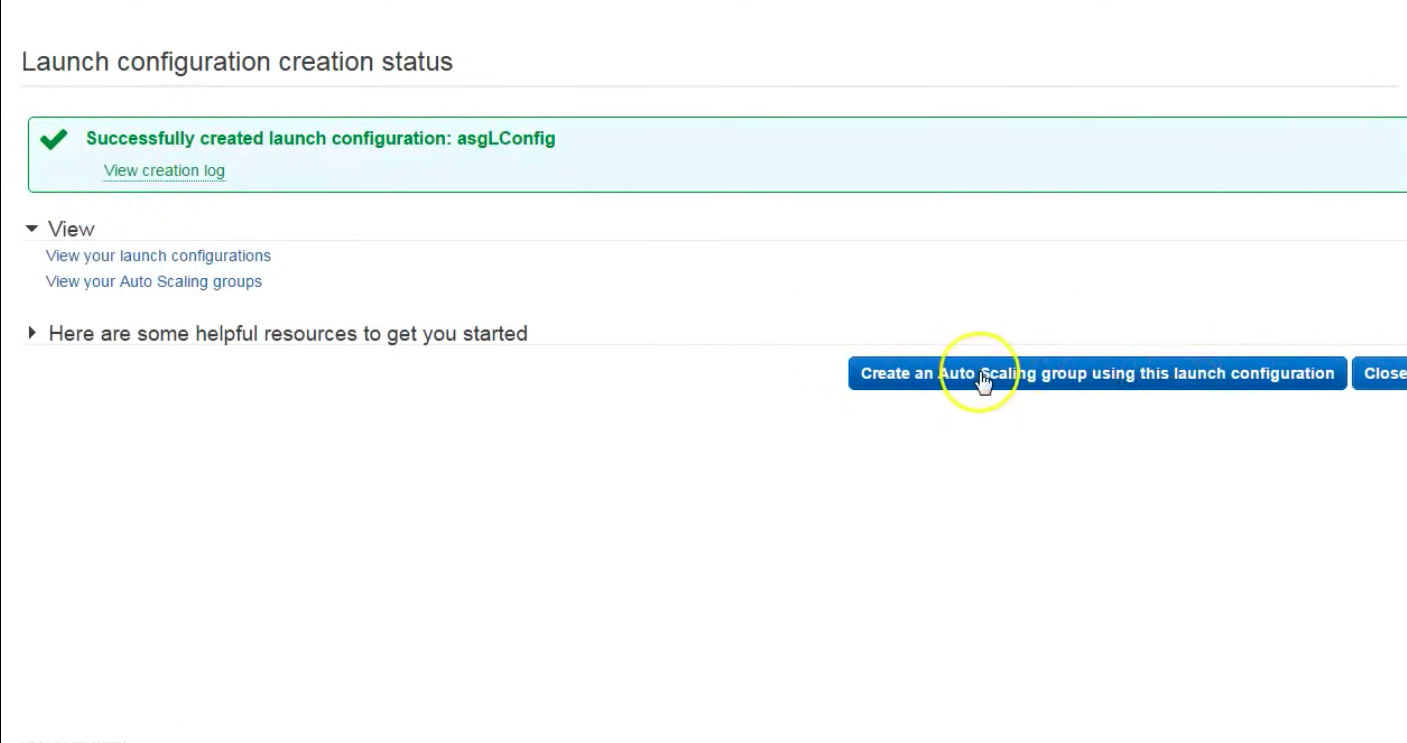 Launch configuration creation status
Successfully created launch configuration: asgLConfig
View creation log
View
View your launch configurations
View your Auto Scaling groups
Here are some helpful resources to get you started
Create an Auto Scaling group using this launch configuration
Close